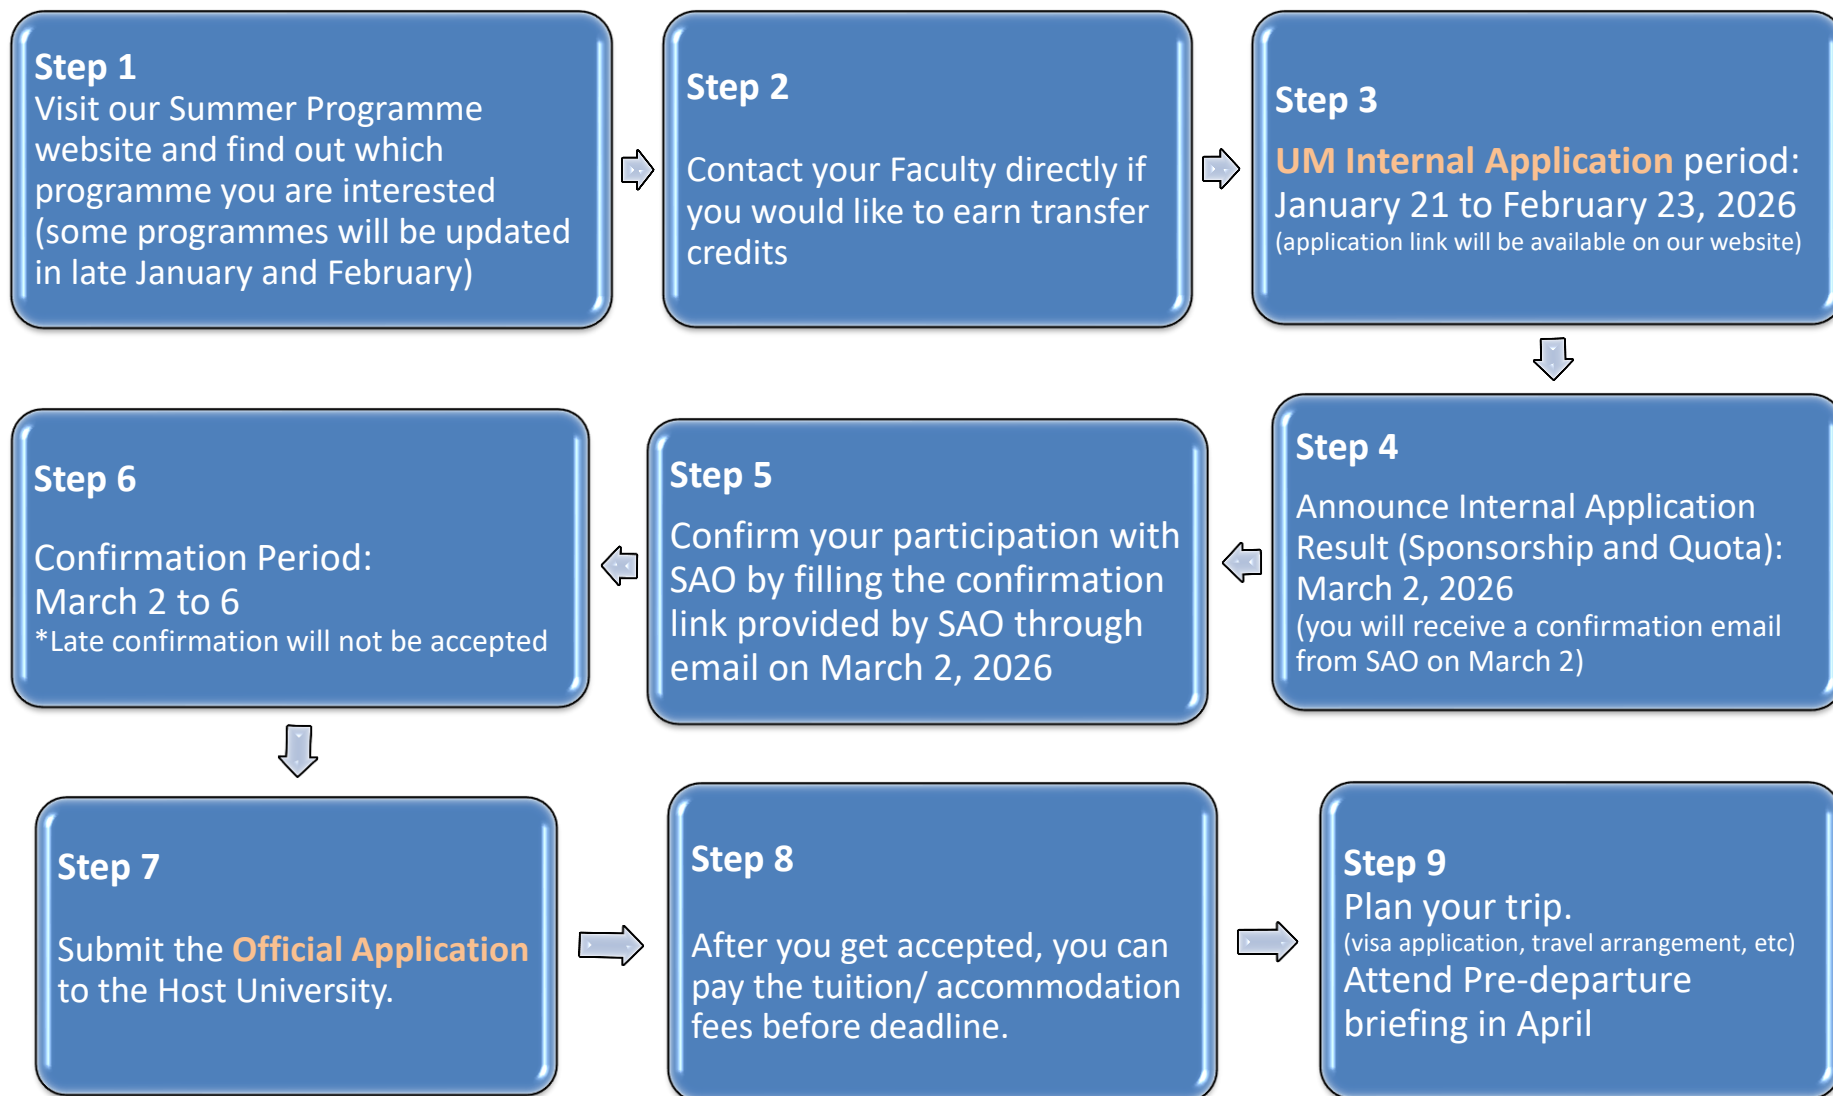 Step 1
Visit our Summer Programme
website and find out which
programme you are interested
(some programmes will be updated
in late January and February)
Step 2
Contact your Faculty directly if
you would like to earn transfer
credits
Step 3
UM Internal Application period:
January 21 to February 23, 2026
(application link will be available on our website)
Step 4
Announce Internal Application
Result (Sponsorship and Quota):
March 2, 2026
(you will receive a confirmation email
from SAO on March 2)
Step 5
Confirm your participation with
SAO by filling the confirmation
link provided by SAO through
email on March 2, 2026
Step 6
Confirmation Period:
March 2 to 6
*Late confirmation will not be accepted
Step 7
Submit the Official Application
to the Host University.
Step 8
After you get accepted, you can
pay the tuition/ accommodation
fees before deadline.
Step 9
Plan your trip.
(visa application, travel arrangement, etc)
Attend Pre-departure
briefing in April